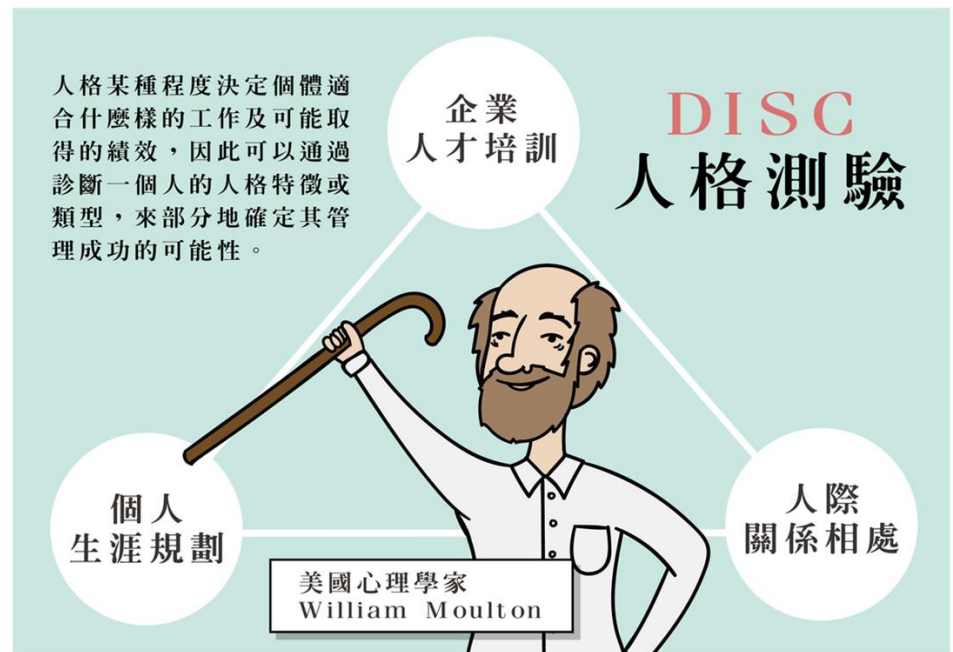 人格某種程度決定個體適
合什麼樣的工作及可能取
得的績效，因此可以通過
診斷一個人的人格特徵或
類型，來部分地確定其管
理成功的可能性。
企業
人才培訓
DISC
人格測驗
個人
生涯規劃
人際
關係相處
美國心理學家
William Moulton